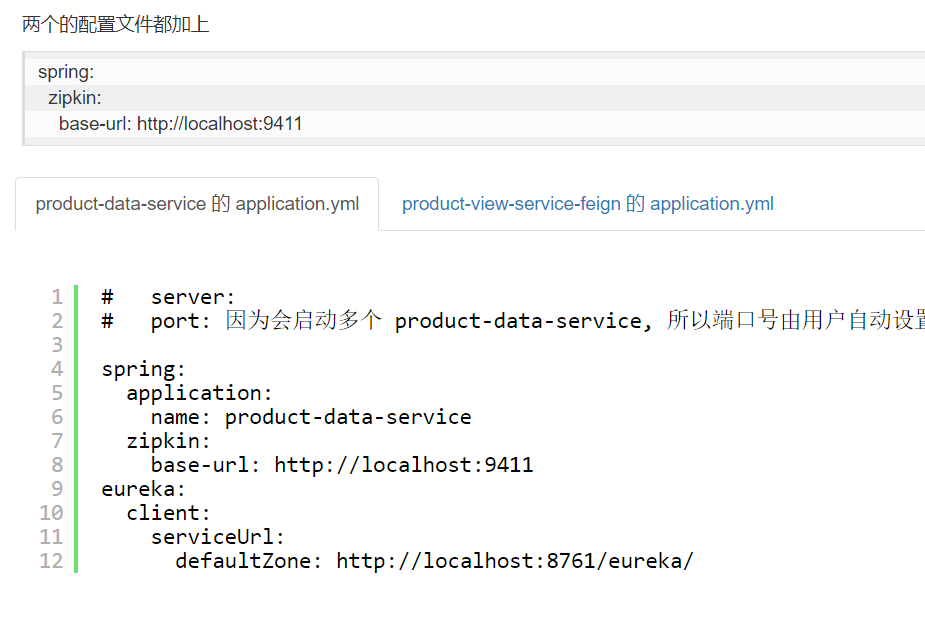 两个的配置文件都加上
spring:
  zipkin:
    base-url: http://localhost:9411
product-data-service 的 application.yml
product-view-service-feign 的 application.yml
1 #   server:
2 #   port: 因为会启动多个 product-data-service, 所以端口号由用户自动设
3
4 spring:
5   application:
6     name: product-data-service
7   zipkin:
8     base-url: http://localhost:9411
9 eureka:
10   client:
11     serviceUrl:
12       defaultZone: http://localhost:8761/eureka/